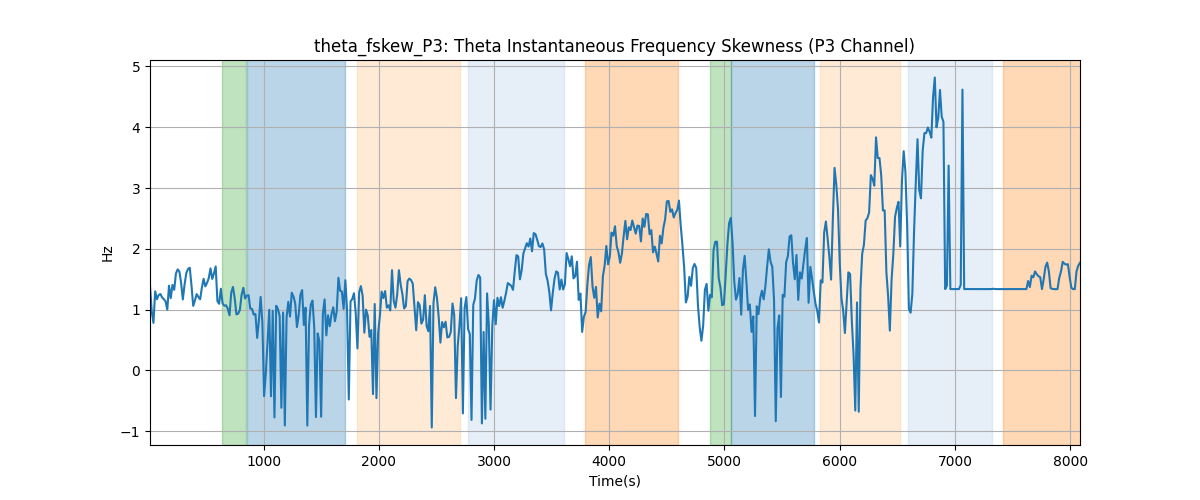 theta_fskew_P3: Theta Instantaneous Frequency Skewness (P3 Channel)
5
4
3
2
1
0
−1
Hz
1000 2000 3000 4000 5000 6000 7000 8000
Time(s)